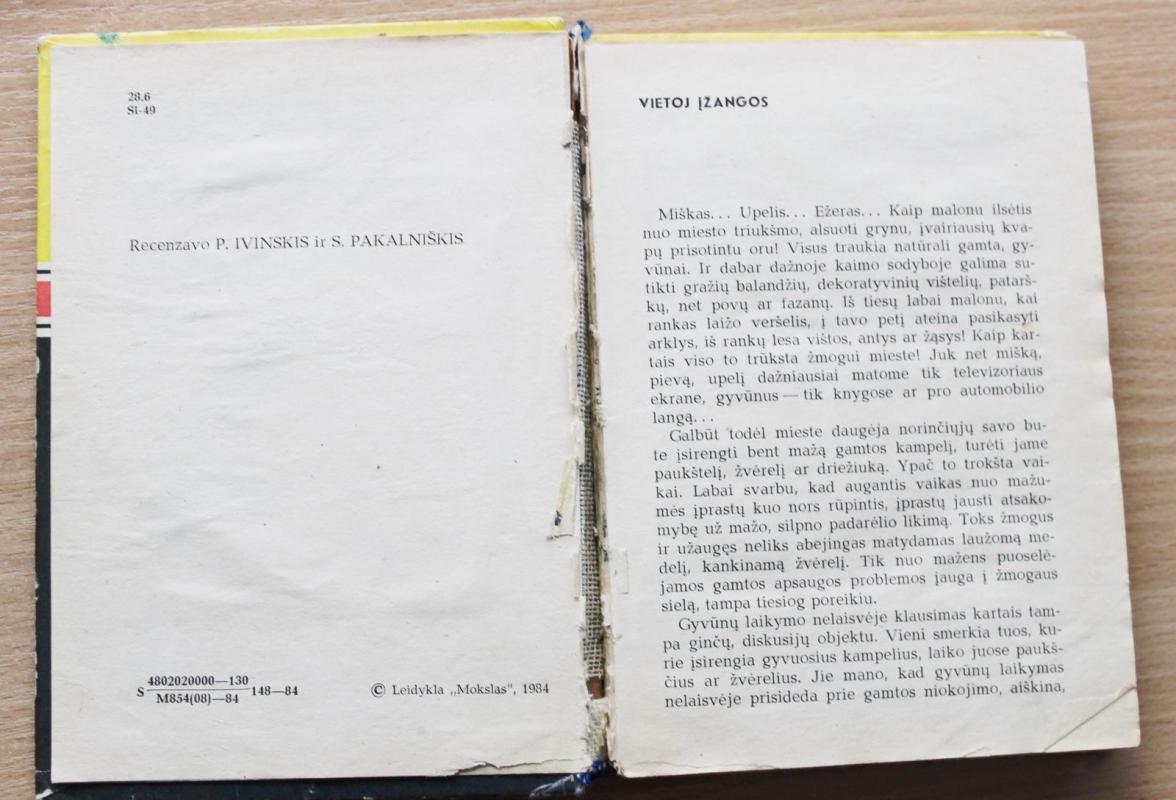 28.6
Si-49
Recenzavo P. IVINSKIS ir S. PAKALNIŠKIS
S 4802020000—130 148—84
M854(08)—84
© Leidykla „Mokslas", 1984
VIETOJ ĮŽANGOS
Miškas... Upelis... Ežeras... Kaip malonu ilsėtis
nuo miesto triukšmo, alsuoti grynu, įvairiausių kva-
pų prisotintu oru! Visus traukia natūrali gamta, gy-
vūnai. Ir dabar dažnoje kaimo sodyboje galima su-
tikti gražių balandžių, dekoratyvinių vištelių, patarš-
kų, net povų ar fazanų. Iš tiesų labai malonu, kai
rankas laižo veršelis, į tavo petį ateina pasikasyti
arklys, iš rankų lesa vištos, antys ar žąsys! Kaip kar-
tais viso to trūksta žmogui mieste! Juk net mišką,
pievą, upelį dažniausiai matome tik televizoriaus
ekrane, gyvūnus — tik knygose ar pro automobilio
langą...
Galbūt todėl mieste daugėja norinčiųjų savo bu-
te įsirengti bent mažą gamtos kampelį, turėti jame
paukštelį, žvėrelį ar driežiuką. Ypač to trokšta vai-
kai. Labai svarbu, kad augantis vaikas nuo mažu-
mės įprastų kuo nors rūpintis, įprastų jausti atsako-
mybę už mažo, silpno padarėlio likimą. Toks žmogus
ir užaugęs neliks abejingas matydamas laužomą me-
delį, kankinamą žvėrelį. Tik nuo mažens puoselė-
jamos gamtos apsaugos problemos įauga į žmogaus
sielą, tampa tiesiog poreikiu.
Gyvūnų laikymo nelaisvėje klausimas kartais tam-
pa ginčų, diskusijų objektu. Vieni smerkia tuos, ku-
rie įsirengia gyvuosius kampelius, laiko juose paukš-
čius ar žvėrelius. Jie mano, kad gyvūnų laikymas
nelaisvėje prisideda prie gamtos niokojimo, aiškina,